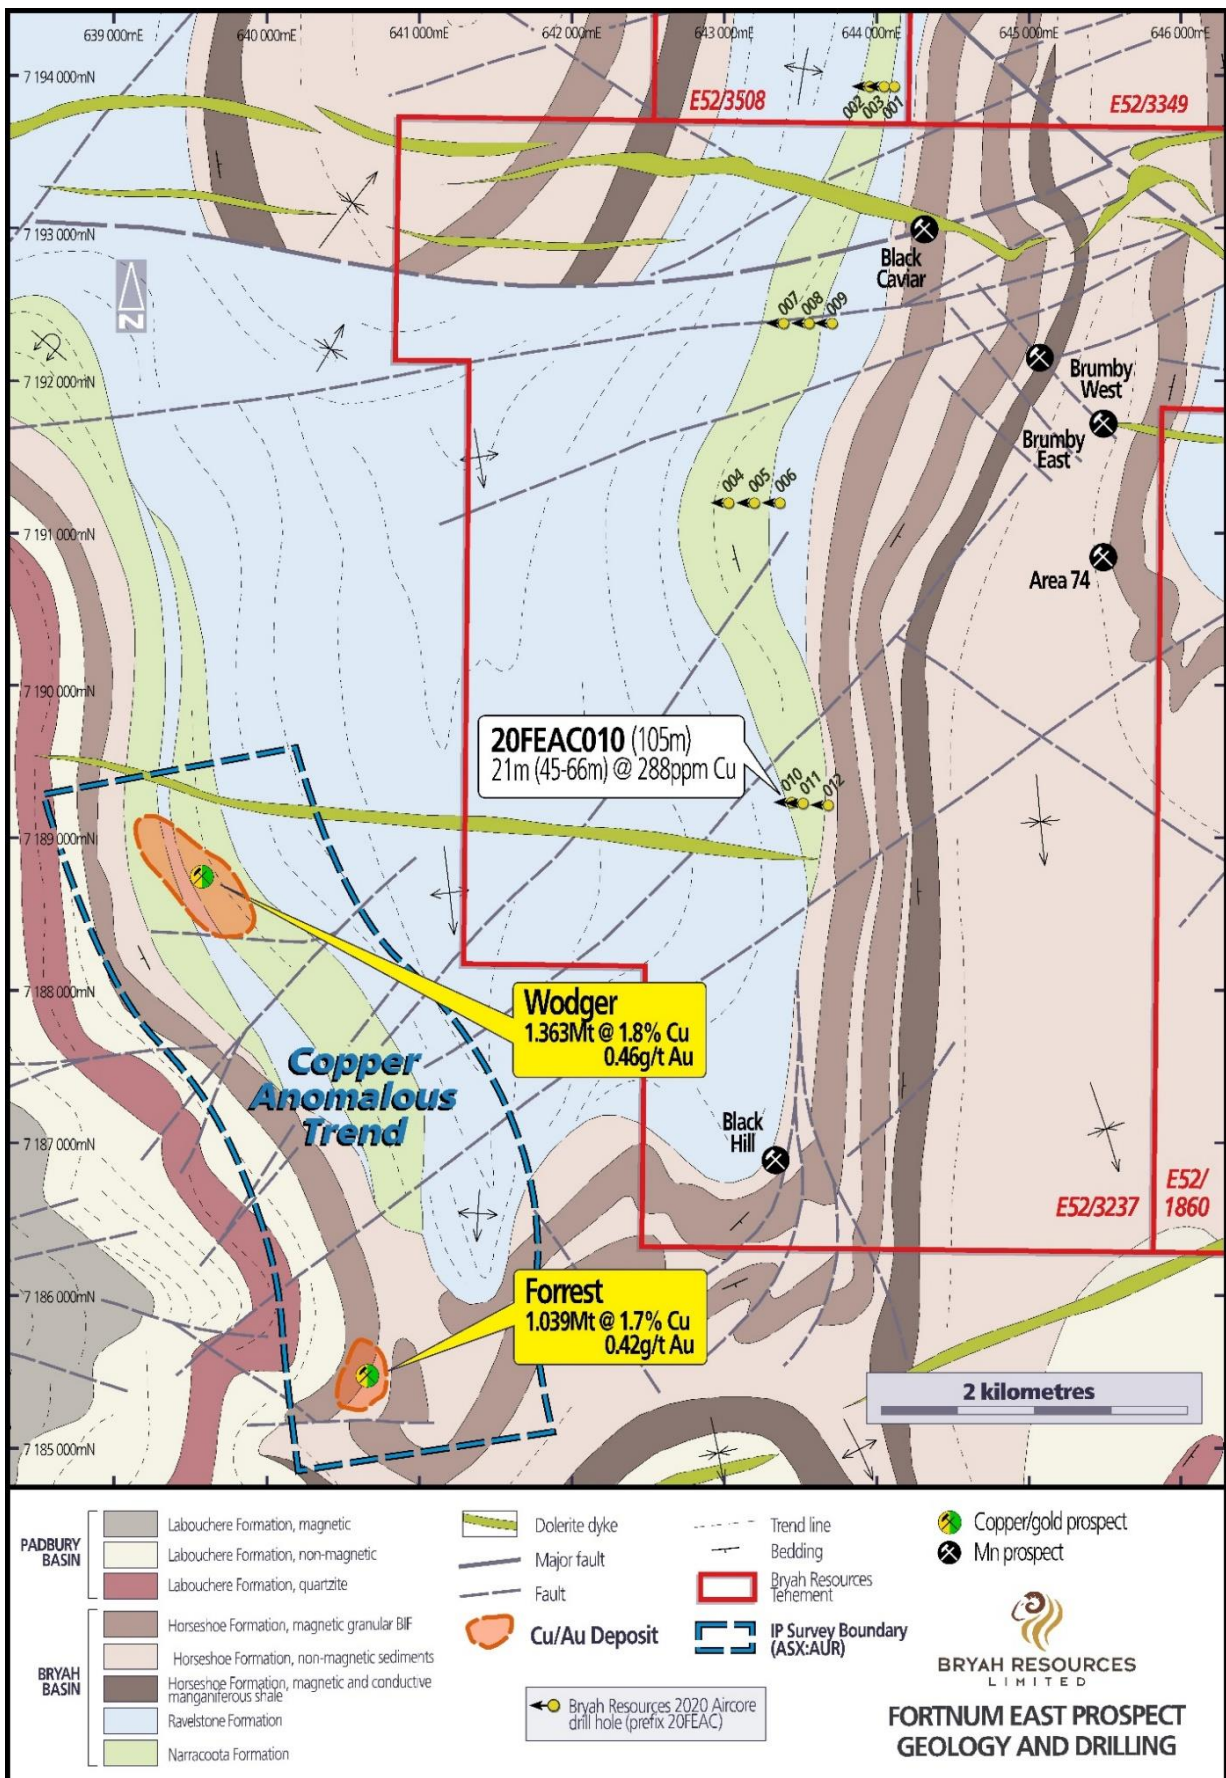 639 000mE
640 000mE
641 000mE
642 000mE
643 000mE
644 000mE
645 000mE
646 000mE
7 194 000mN
E52/3508
002
003
001
E52/3349
7 193 000mN
Black
Caviar
N
007
008
009
7 192 000mN
Brumby
West
Brumby
East
004
005
006
7 191 000mN
Area 74
7 190 000mN
20FEAC010 (105m)
21m (45-66m) @ 288ppm Cu
010
011
012
7 189 000mN
7 188 000mN
Wodger
1.363Mt @ 1.8% Cu
0.46g/t Au
Copper
Anomalous
Trend
7 187 000mN
Black
Hill
E52/3237
E52/
1860
7 186 000mN
Forrest
1.039Mt @ 1.7% Cu
0.42g/t Au
2 kilometres
7 185 000mN
PADBURY
BASIN
Labouchere Formation, magnetic
Labouchere Formation, non-magnetic
Labouchere Formation, quartzite
BRYAH
BASIN
Horseshoe Formation, magnetic granular BIF
Horseshoe Formation, non-magnetic sediments
Horseshoe Formation, magnetic and conductive
manganiferous shale
Ravelstone Formation
Narracoota Formation
Dolerite dyke
Major fault
Fault
Cu/Au Deposit
Trend line
Bedding
Bryah Resources
Tenement
IP Survey Boundary
(ASX:AUR)
Bryah Resources 2020 Aircore
drill hole (prefix 20FEAC)
Copper/gold prospect
Mn prospect
BRYAH RESOURCES
LIMITED
FORTNUM EAST PROSPECT
GEOLOGY AND DRILLING